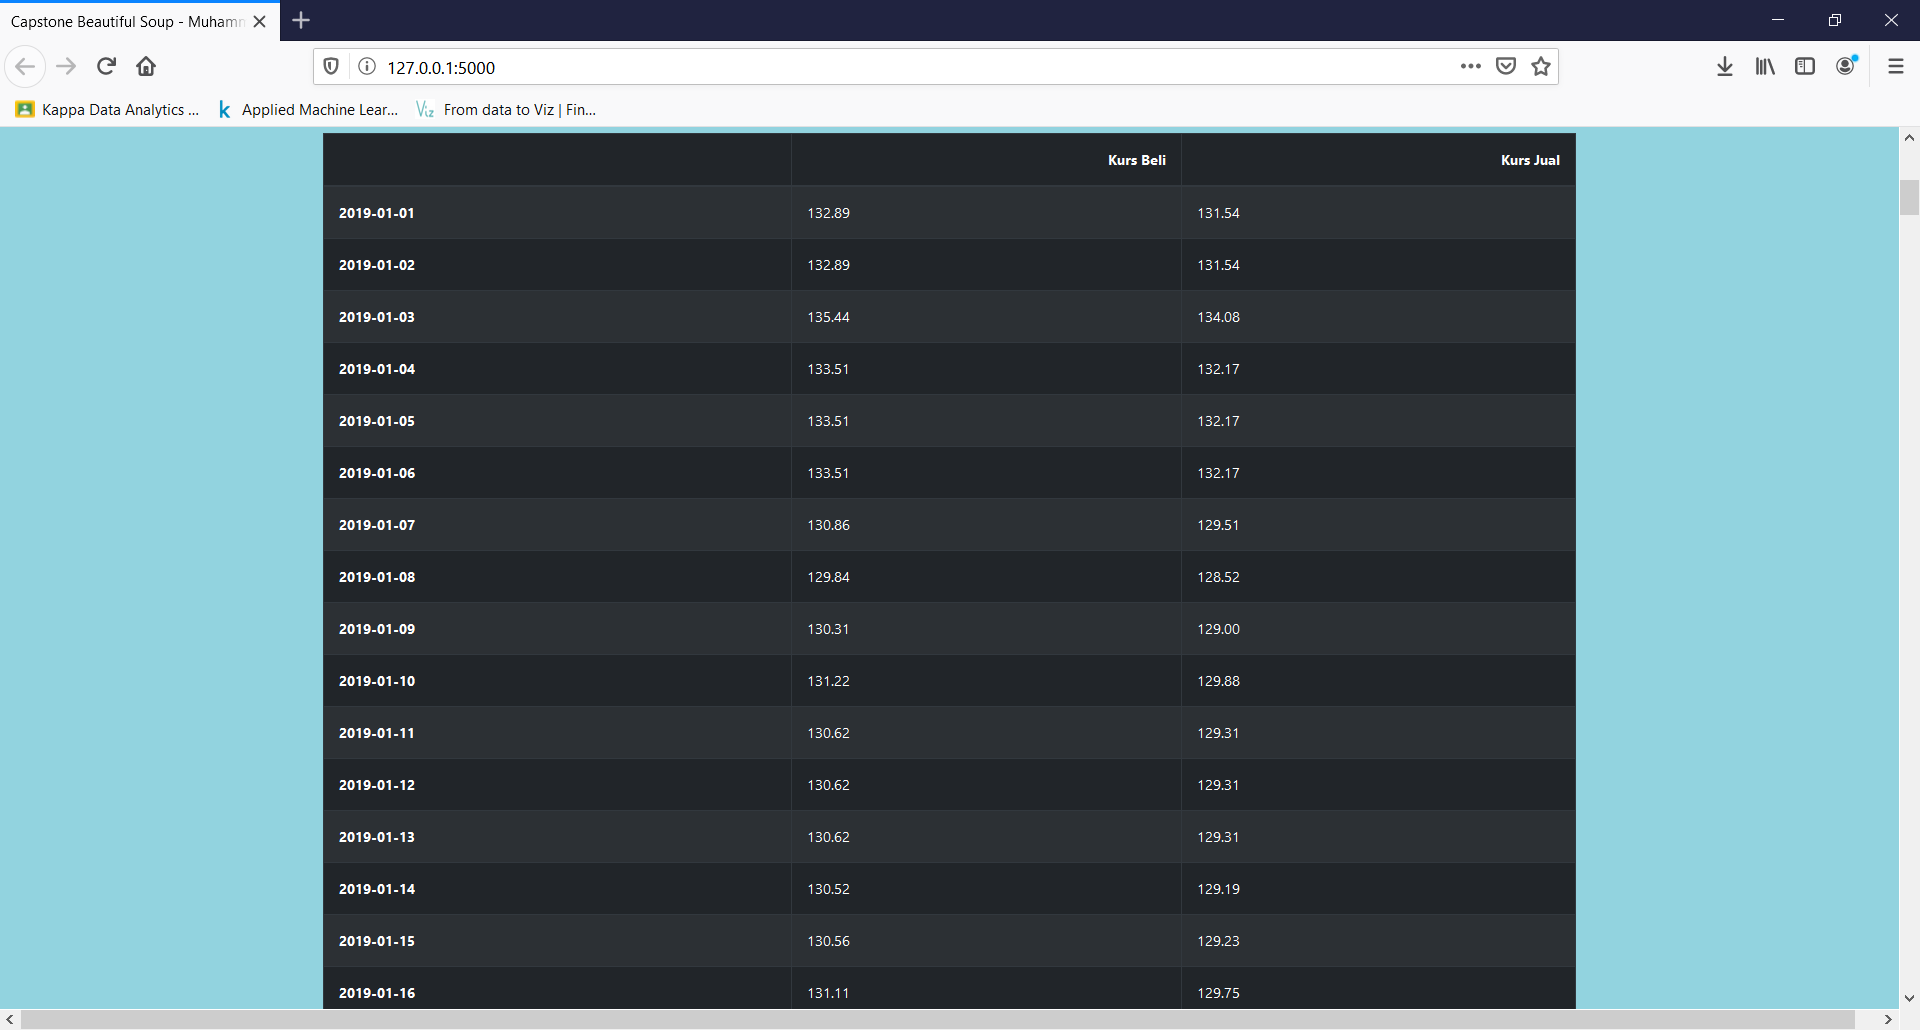 Capstone Beautiful Soup - Muhamm
127.0.0.1:5000
Kappa Data Analytics ... Applied Machine Lear... Viz From data to Viz | Fin...
Kurs Beli Kurs Jual
2019-01-01 132.89 131.54
2019-01-02 132.89 131.54
2019-01-03 135.44 134.08
2019-01-04 133.51 132.17
2019-01-05 133.51 132.17
2019-01-06 133.51 132.17
2019-01-07 130.86 129.51
2019-01-08 129.84 128.52
2019-01-09 130.31 129.00
2019-01-10 131.22 129.88
2019-01-11 130.62 129.31
2019-01-12 130.62 129.31
2019-01-13 130.62 129.31
2019-01-14 130.52 129.19
2019-01-15 130.56 129.23
2019-01-16 131.11 129.75